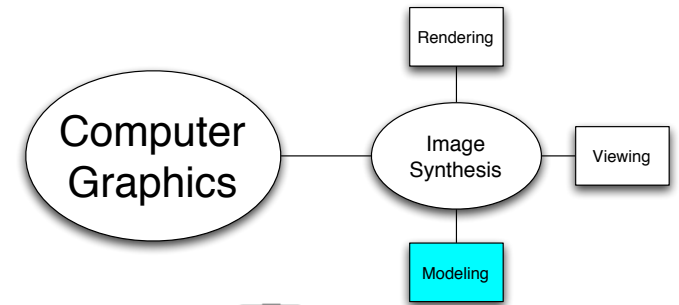 Rendering
Computer
Graphics
Image
Synthesis
Viewing
Modeling